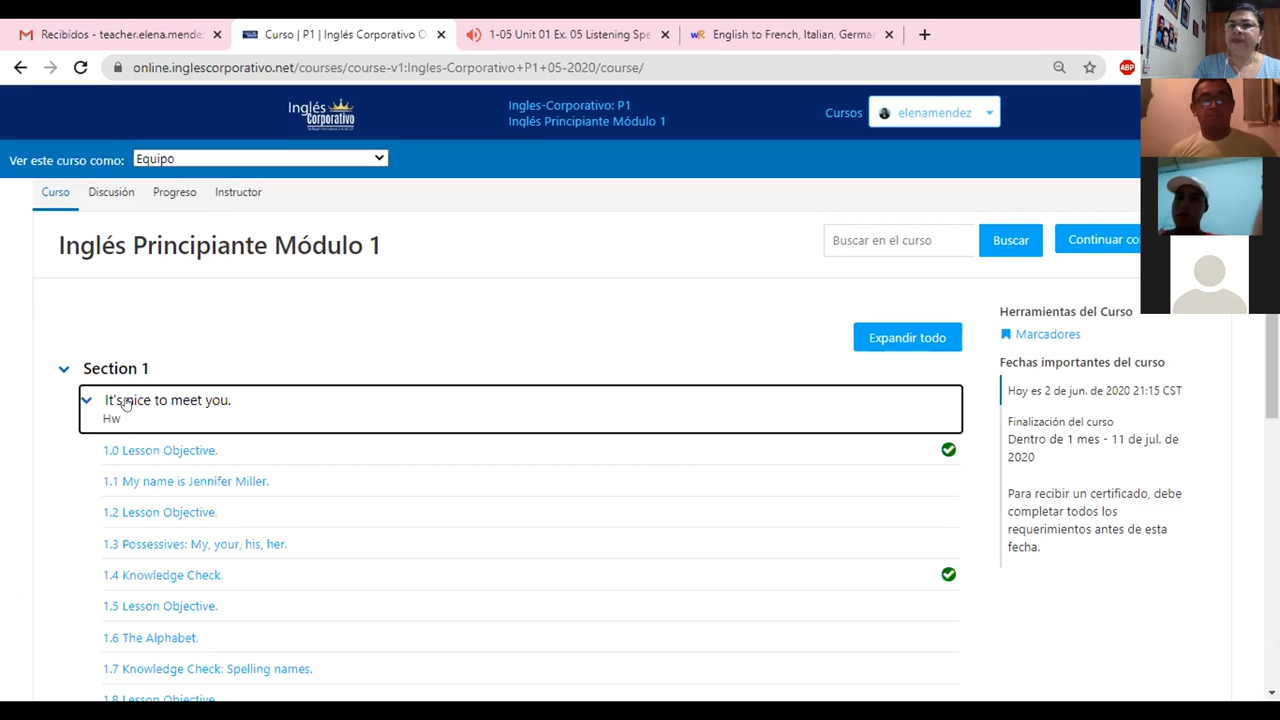 Recibidos - teacher.elena.mende
Curso | P1 | Inglés Corporativo O
1-05 Unit 01 Ex. 05 Listening Spe
English to French, Italian, Germa
online.inglescorporativo.net/courses/course-v1:Ingles-Corporativo+P1+05-2020/course/
ABP
Inglés
Corporativo
Ingles-Corporativo: P1
Inglés Principiante Módulo 1
Cursos
elenamendez
Ver este curso como:
Equipo
Curso
Discusión
Progreso
Instructor
Inglés Principiante Módulo 1
Buscar en el curso
Buscar
Continuar co
Expandir todo
Section 1
It's nice to meet you.
Hw
1.0 Lesson Objective.
1.1 My name is Jennifer Miller.
1.2 Lesson Objective.
1.3 Possessives: My, your, his, her.
1.4 Knowledge Check.
1.5 Lesson Objective.
1.6 The Alphabet.
1.7 Knowledge Check: Spelling names.
1.8 Lesson Objective.
Herramientas del Curso
Marcadores
Fechas importantes del curso
Hoy es 2 de jun. de 2020 21:15 CST
Finalización del curso
Dentro de 1 mes - 11 de jul. de
2020
Para recibir un certificado, debe
completar todos los
requerimientos antes de esta
fecha.